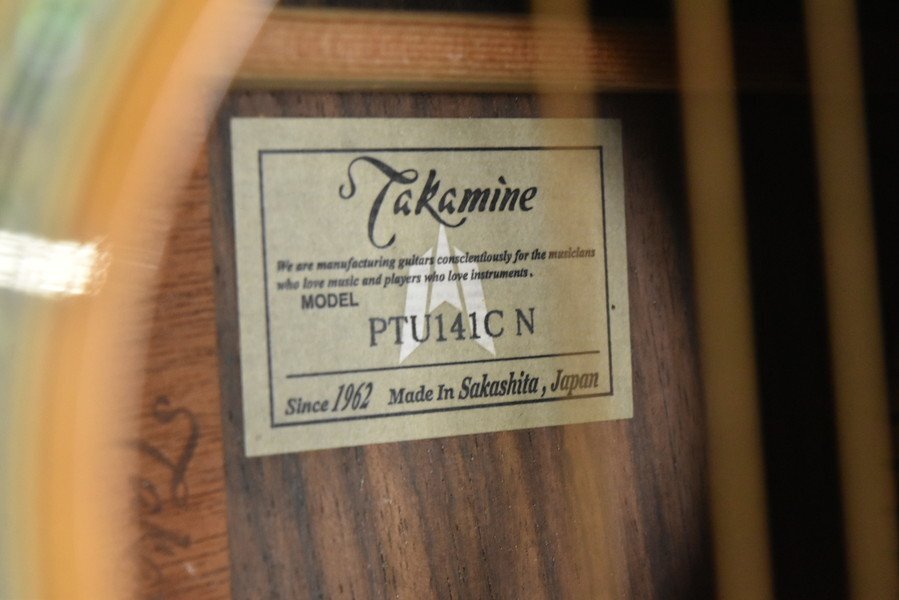 Takamine
We are manufacturing guitars conscientiously for the musicians
who love music and players who love instruments.
MODEL
PTU141C N
Since 1962 Made In Sakashita, Japan